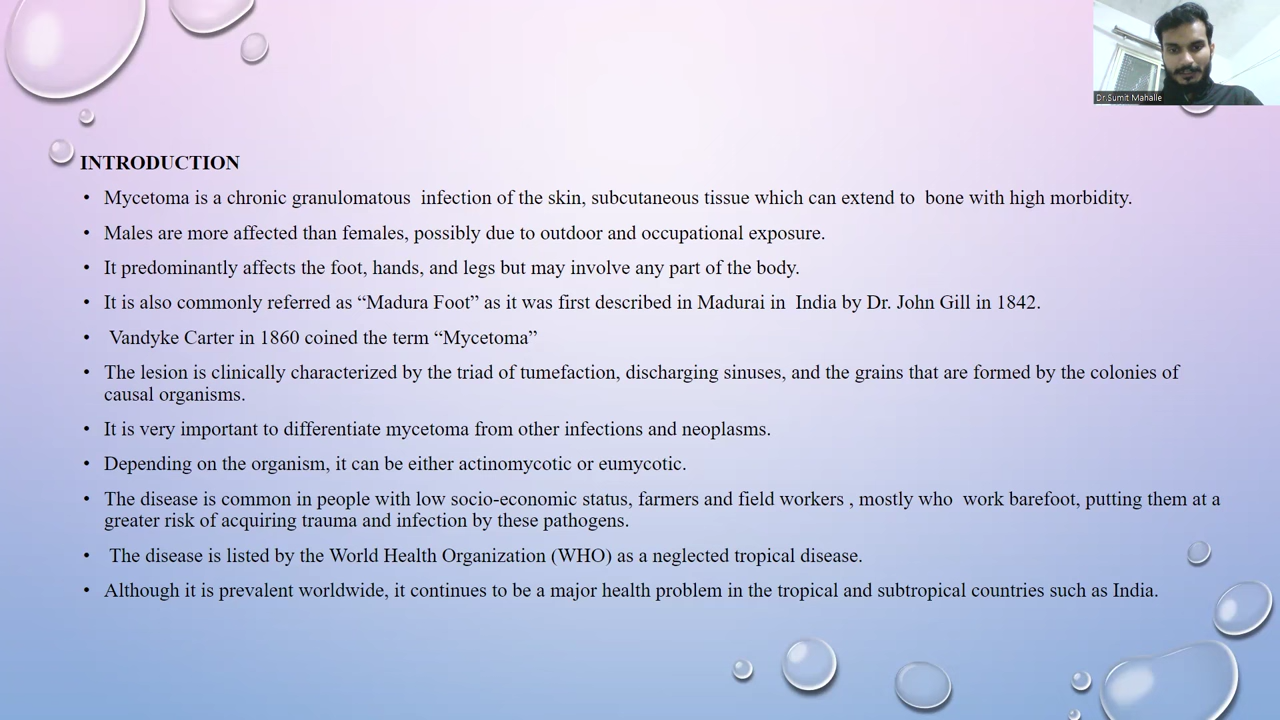 Dr.Sumit Mahalle
INTRODUCTION
• Mycetoma is a chronic granulomatous infection of the skin, subcutaneous tissue which can extend to bone with high morbidity.
• Males are more affected than females, possibly due to outdoor and occupational exposure.
• It predominantly affects the foot, hands, and legs but may involve any part of the body.
• It is also commonly referred as “Madura Foot” as it was first described in Madurai in India by Dr. John Gill in 1842.
• Vandyke Carter in 1860 coined the term “Mycetoma”
• The lesion is clinically characterized by the triad of tumefaction, discharging sinuses, and the grains that are formed by the colonies of
causal organisms.
• It is very important to differentiate mycetoma from other infections and neoplasms.
• Depending on the organism, it can be either actinomycotic or eumycotic.
• The disease is common in people with low socio-economic status, farmers and field workers , mostly who work barefoot, putting them at a
greater risk of acquiring trauma and infection by these pathogens.
• The disease is listed by the World Health Organization (WHO) as a neglected tropical disease.
• Although it is prevalent worldwide, it continues to be a major health problem in the tropical and subtropical countries such as India.